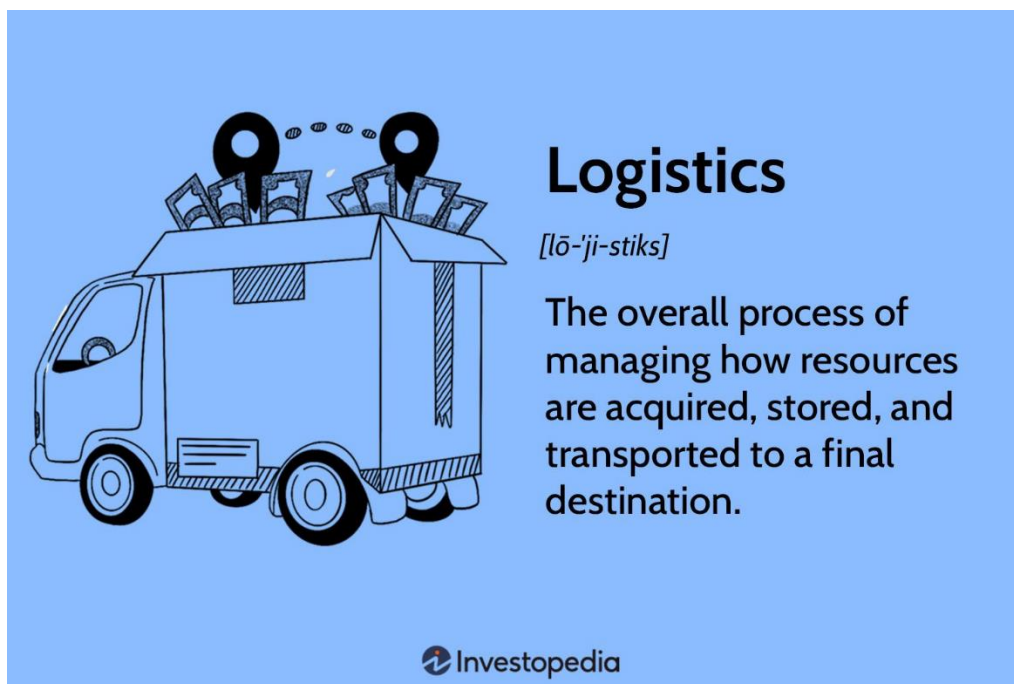 Logistics
[lō-'ji-stiks]
The overall process of
managing how resources
are acquired, stored, and
transported to a final
destination.
Investopedia